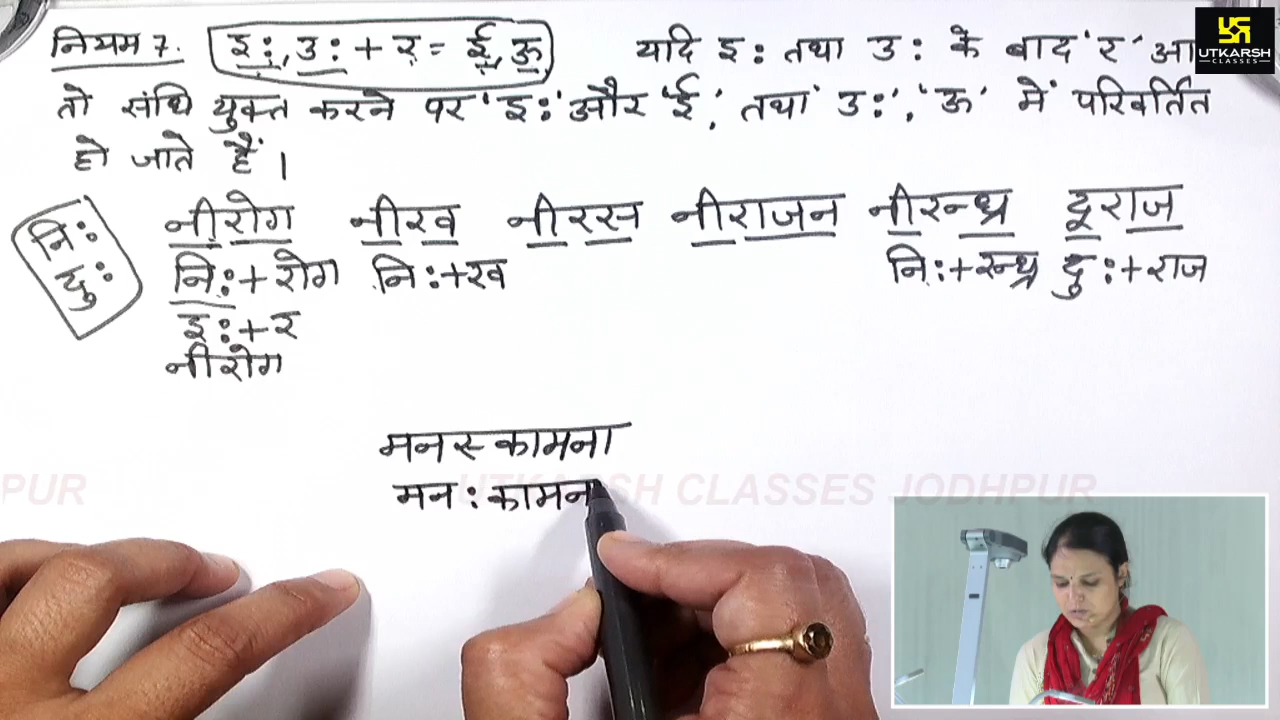 नियम 7. इः, उः + र = ई, ऊ यदि इः तथा उः के बाद 'र' आ
तो संधि युक्त करने पर 'इः' और 'ई', तथा 'उः', 'ऊ' में परिवर्तित
हो जाते हैं।
निः
दुः
नीरोग नीरव नीरस नीराजन नीरन्ध्र दूराज
निः+रोग निः+रव निः+रन्ध्र दुः+राज
इः+र
नीरोग
मनस्कामना
मनःकामन
UTKARSH
CLASSES
PUR UTKARSH CLASSES JODHPUR